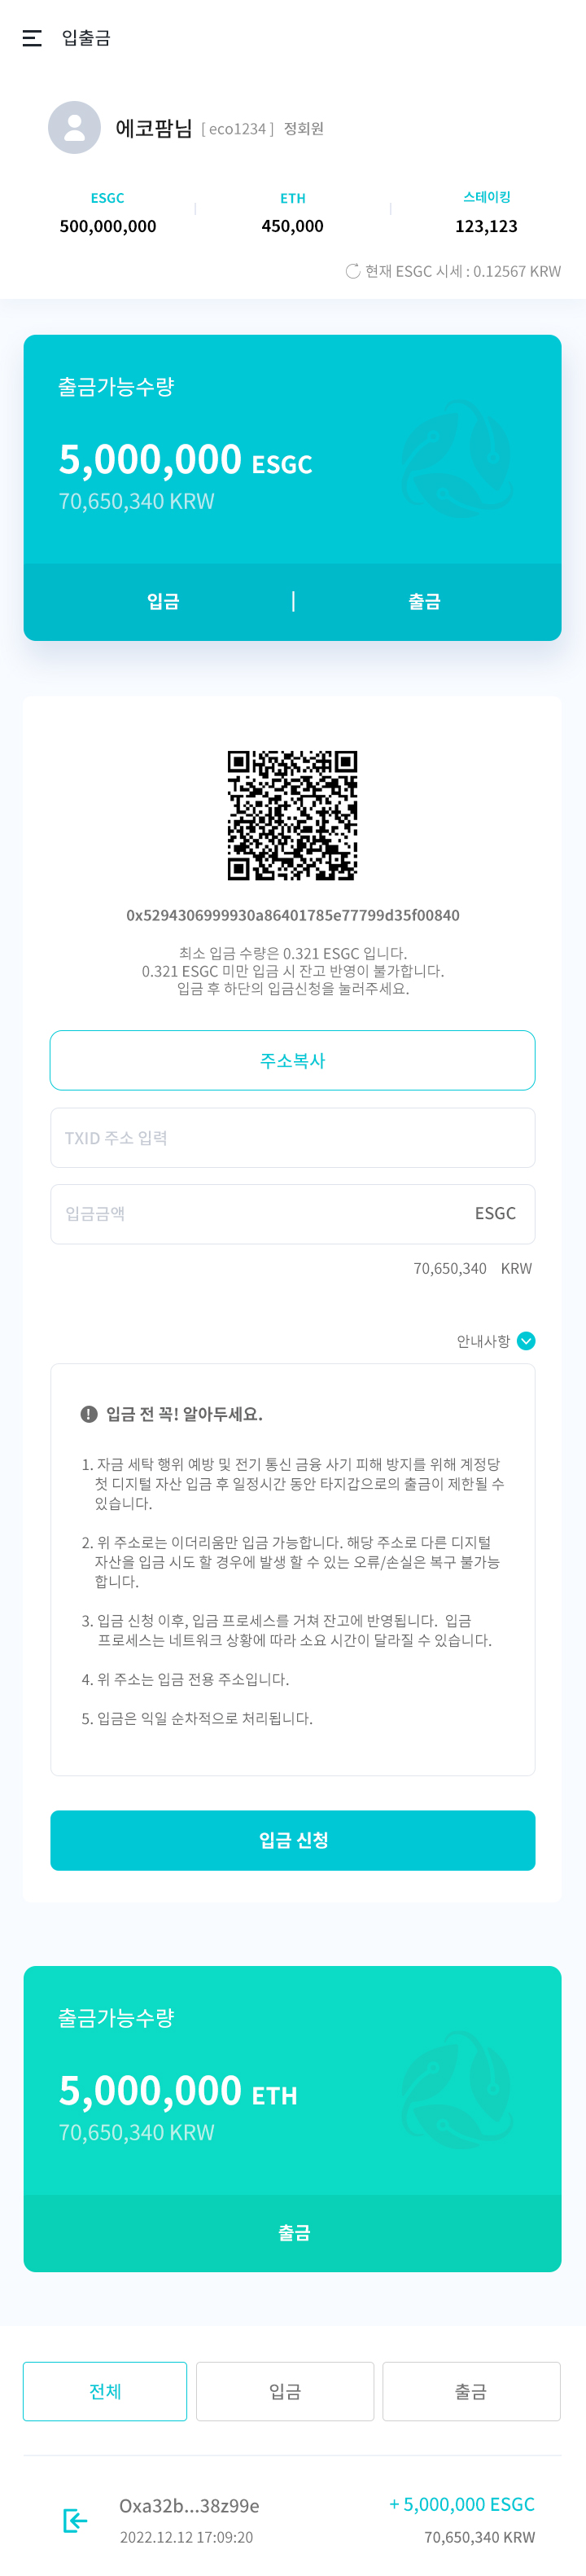 입출금
에코팜님 [ eco1234 ] 정회원
ESGC ETH 스테이킹
500,000,000 450,000 123,123
현재 ESGC 시세 : 0.12567 KRW
출금가능수량
5,000,000 ESGC
70,650,340 KRW
입금 | 출금
0x5294306999930a86401785e77799d35f00840
최소 입금 수량은 0.321 ESGC 입니다.
0.321 ESGC 미만 입금 시 잔고 반영이 불가합니다.
입금 후 하단의 입금신청을 눌러주세요.
주소복사
TXID 주소 입력
입금금액 ESGC
70,650,340 KRW
안내사항
입금 전 꼭! 알아두세요.
1. 자금 세탁 행위 예방 및 전기 통신 금융 사기 피해 방지를 위해 계정당
첫 디지털 자산 입금 후 일정시간 동안 타지갑으로의 출금이 제한될 수
있습니다.
2. 위 주소로는 이더리움만 입금 가능합니다. 해당 주소로 다른 디지털
자산을 입금 시도 할 경우에 발생 할 수 있는 오류/손실은 복구 불가능
합니다.
3. 입금 신청 이후, 입금 프로세스를 거쳐 잔고에 반영됩니다. 입금
프로세스는 네트워크 상황에 따라 소요 시간이 달라질 수 있습니다.
4. 위 주소는 입금 전용 주소입니다.
5. 입금은 익일 순차적으로 처리됩니다.
입금 신청
출금가능수량
5,000,000 ETH
70,650,340 KRW
출금
전체 입금 출금
Oxa32b...38z99e + 5,000,000 ESGC
2022.12.12 17:09:20 70,650,340 KRW